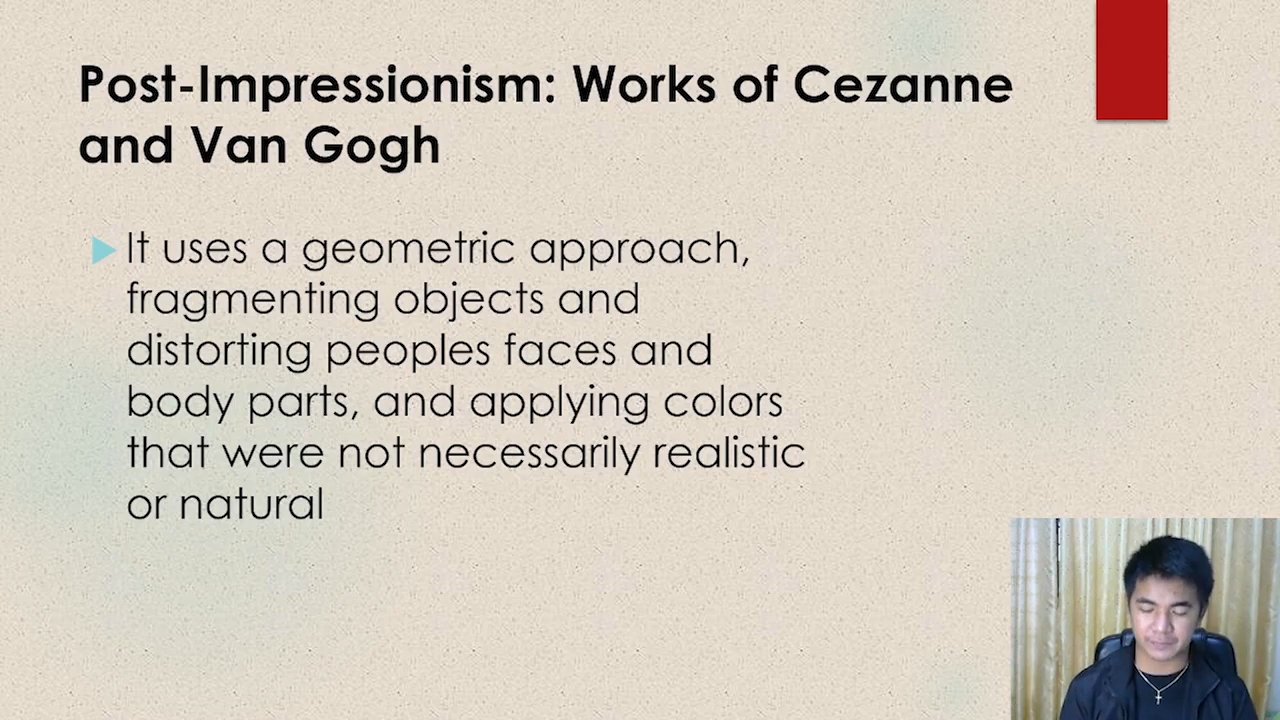 Post-Impressionism: Works of Cezanne
and Van Gogh
It uses a geometric approach,
fragmenting objects and
distorting peoples faces and
body parts, and applying colors
that were not necessarily realistic
or natural